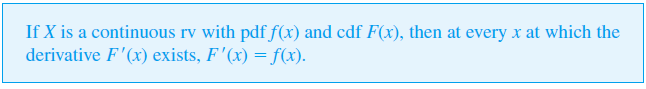 If X is a continuous rv with pdf f(x) and cdf F(x), then at every x at which the
derivative F′(x) exists, F′(x) = f(x).